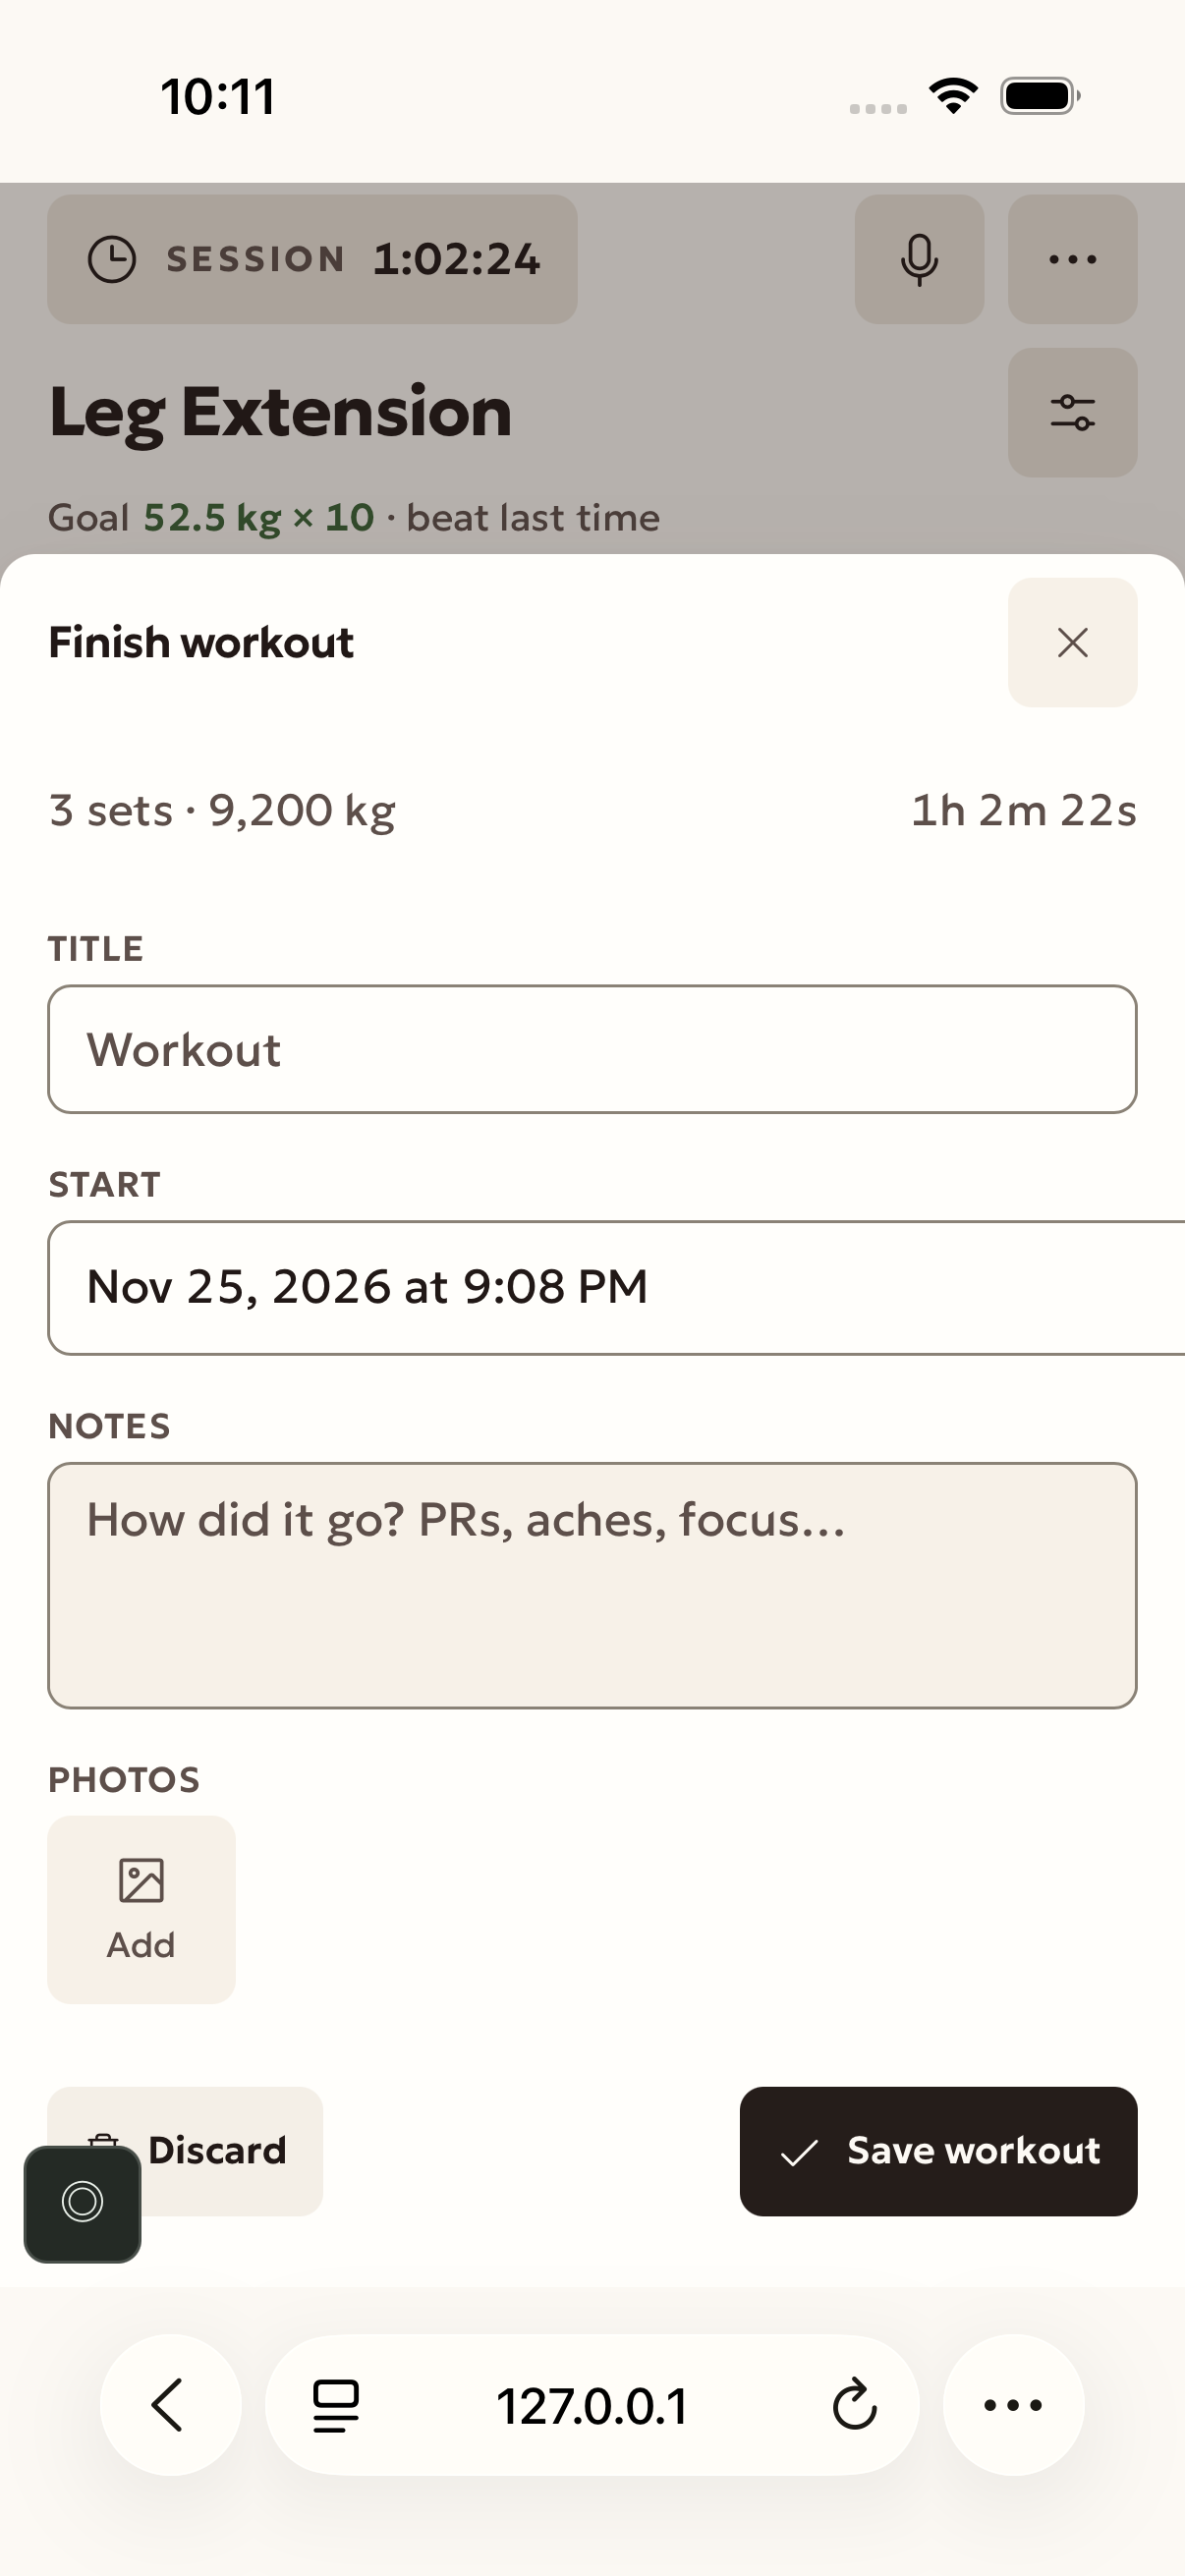 10:11
SESSION 1:02:24
Leg Extension
Goal 52.5 kg × 10 · beat last time
Finish workout
3 sets · 9,200 kg 1h 2m 22s
TITLE
Workout
START
Nov 25, 2026 at 9:08 PM
NOTES
How did it go? PRs, aches, focus...
PHOTOS
Add
Discard Save workout
127.0.0.1